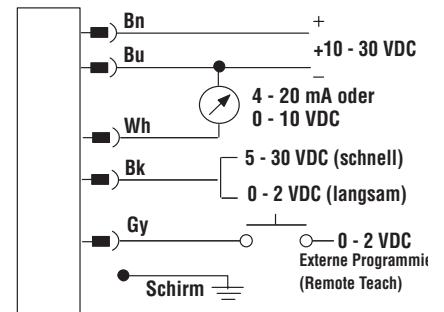 Bn
+
+10 - 30 VDC
Bu
–
4 - 20 mA oder
0 - 10 VDC
Wh
Bk
5 - 30 VDC (schnell)
0 - 2 VDC (langsam)
Gy
0 - 2 VDC
Externe Programmie
(Remote Teach)
Schirm